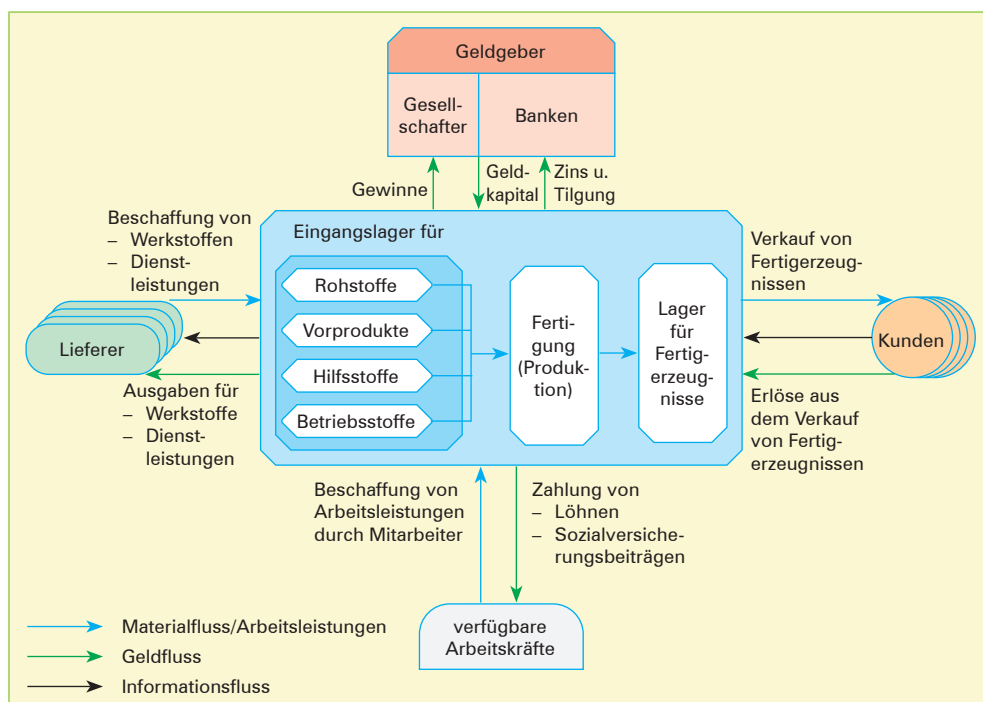 Geldgeber
Gesell-
schafter
Banken
Gewinne
Geld-
kapital
Zins u.
Tilgung
Beschaffung von
– Werkstoffen
– Dienst-
leistungen
Eingangslager für
Verkauf von
Fertigerzeug-
nissen
Rohstoffe
Vorprodukte
Hilfsstoffe
Betriebsstoffe
Ferti-
gung
(Produk-
tion)
Lager
für
Fertig-
erzeug-
nisse
Lieferer
Kunden
Ausgaben für
– Werkstoffe
– Dienst-
leistungen
Erlöse aus
dem Verkauf
von Fertig-
erzeugnissen
Beschaffung von
Arbeitsleistungen
durch Mitarbeiter
Zahlung von
– Löhnen
– Sozialversiche-
rungsbeiträgen
verfügbare
Arbeitskräfte
Materialfluss/Arbeitsleistungen
Geldfluss
Informationsfluss